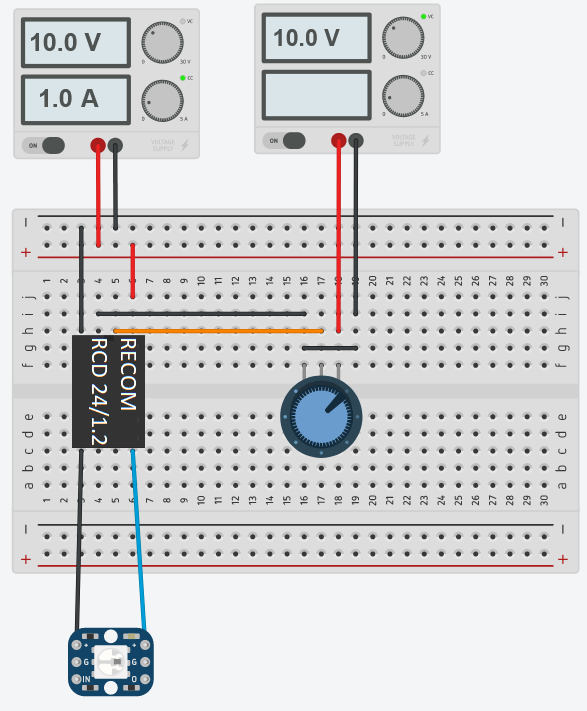 10.0 V
VC
0
30 V
1.0 A
CC
0
5 A
ON
VOLTAGE
SUPPLY
10.0 V
VC
0
30 V
CC
0
5 A
ON
VOLTAGE
SUPPLY
−
−
+
+
1 2 3 4 5 6 7 8 9 10 11 12 13 14 15 16 17 18 20 21 22 23 24 25 26 27 28 29 30
j
j
i
i
h
h
g
g
f
f
RECOM
RCD 24/1.2
e
e
d
d
c
c
b
b
a
a
1 2 3 4 5 6 7 8 9 10 11 12 13 14 15 16 17 18 19 20 21 22 23 24 25 26 27 28 29 30
−
−
+
+
+ +
G G
IN O